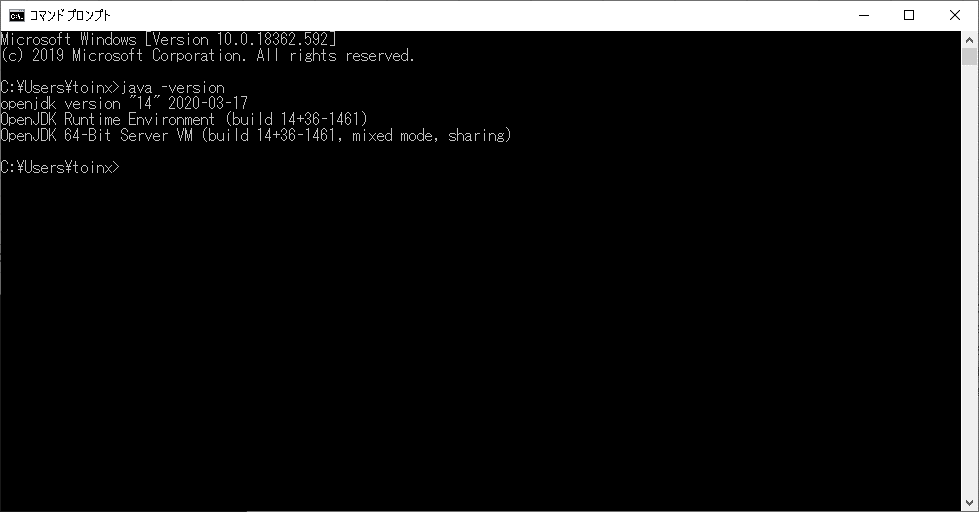 コマンド プロンプト
Microsoft Windows [Version 10.0.18362.592]
(c) 2019 Microsoft Corporation. All rights reserved.
C:¥Users¥toinx>java -version
openjdk version "14" 2020-03-17
OpenJDK Runtime Environment (build 14+36-1461)
OpenJDK 64-Bit Server VM (build 14+36-1461, mixed mode, sharing)
C:¥Users¥toinx>